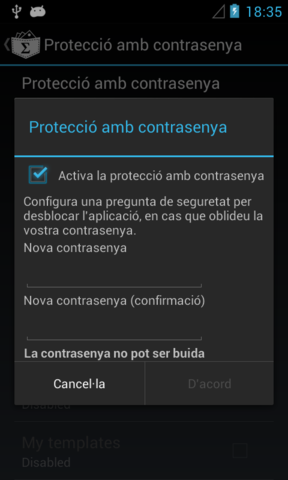 18:35
Protecció amb contrasenya
Protecció amb contrasenya
Protecció amb contrasenya
Activa la protecció amb contrasenya
Configura una pregunta de seguretat per
desblocar l'aplicació, en cas que oblideu la
vostra contrasenya.
Nova contrasenya
Nova contrasenya (confirmació)
La contrasenya no pot ser buida
Cancel·la
D'acord
Disabled
My templates
Disabled